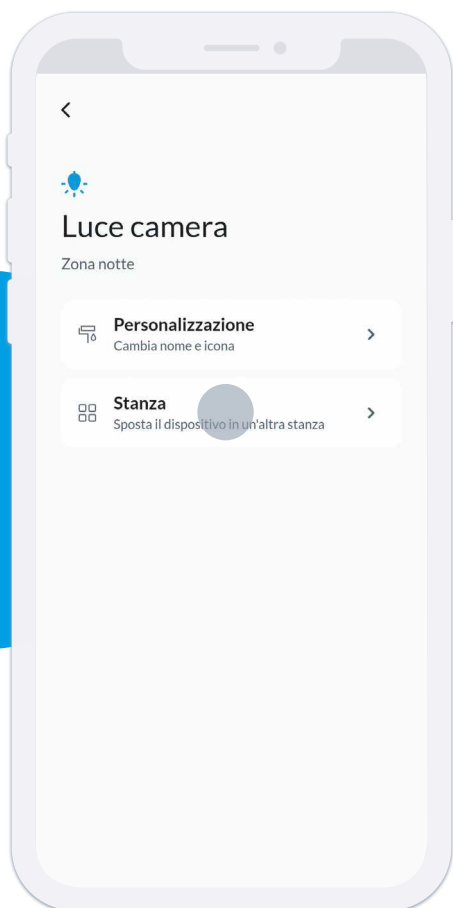 Luce camera
Zona notte
Personalizzazione
Cambia nome e icona
Stanza
Sposta il dispositivo in un'altra stanza